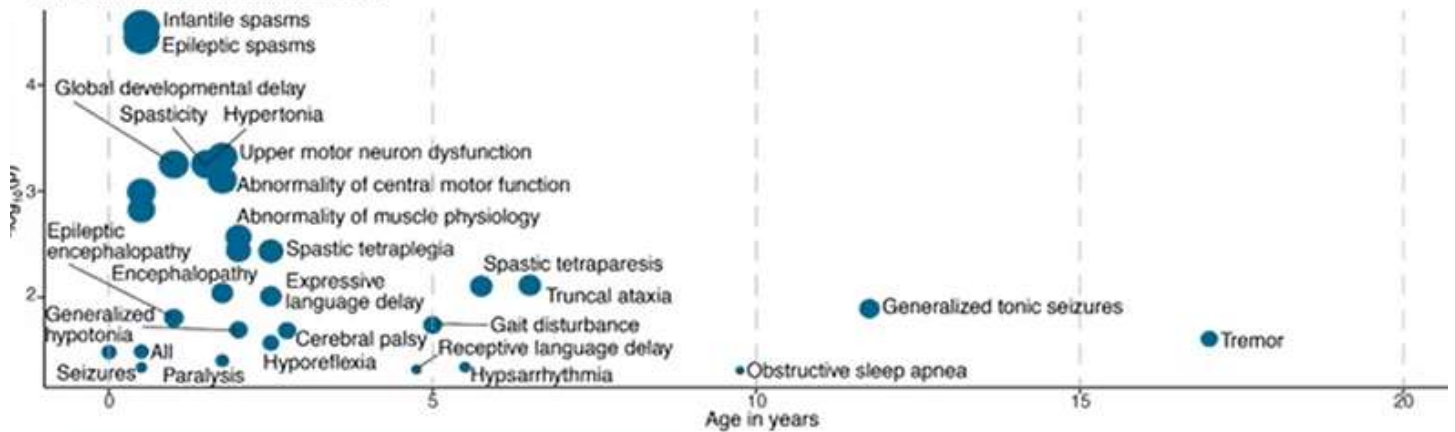 Infantile spasms
Epileptic spasms
4
Global developmental delay
Spasticity Hypertonia
Upper motor neuron dysfunction
3
Abnormality of central motor function
Abnormality of muscle physiology
Epileptic
encephalopathy
Spastic tetraplegia
Encephalopathy
Expressive
language delay
Spastic tetraparesis
Truncal ataxia
2
Generalized
hypotonia
Generalized tonic seizures
Gait disturbance
Cerebral palsy
Tremor
Receptive language delay
All
Hyporeflexia
Seizures
Paralysis
Hypsarrhythmia
Obstructive sleep apnea
0 5 10 15 20
Age in years